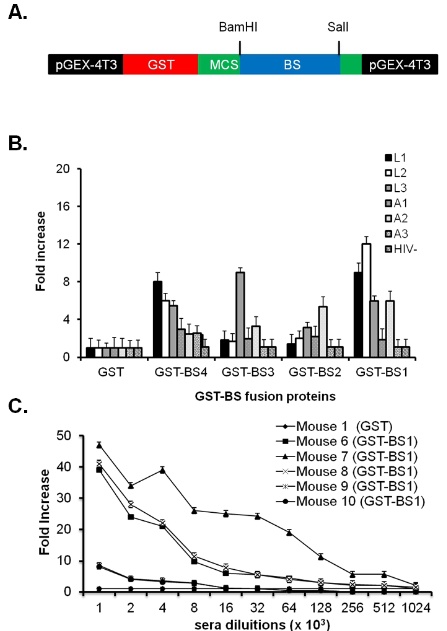 A.
BamHI SalI
pGEX-4T3 GST MCS BS pGEX-4T3
B.
20
16
12
8
4
0
Fold increase
L1
L2
L3
A1
A2
A3
HIV-
GST GST-BS4 GST-BS3 GST-BS2 GST-BS1
GST-BS fusion proteins
C.
50
40
30
20
10
0
Fold Increase
Mouse 1 (GST)
Mouse 6 (GST-BS1)
Mouse 7 (GST-BS1)
Mouse 8 (GST-BS1)
Mouse 9 (GST-BS1)
Mouse 10 (GST-BS1)
1 2 4 8 16 32 64 128 256 512 1024
sera diluitions (x 10³)